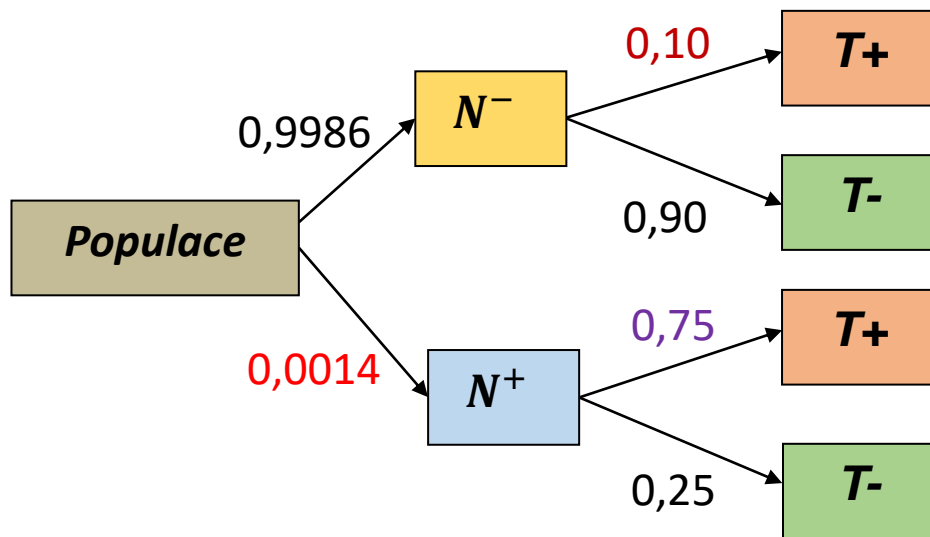 0,10
T+
N⁻
0,9986
T-
0,90
Populace
0,75
T+
0,0014
N⁺
T-
0,25